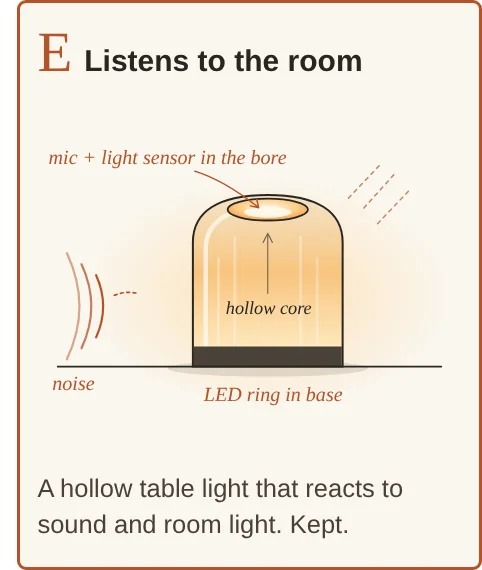 E Listens to the room
mic + light sensor in the bore
hollow core
noise
LED ring in base
A hollow table light that reacts to
sound and room light. Kept.